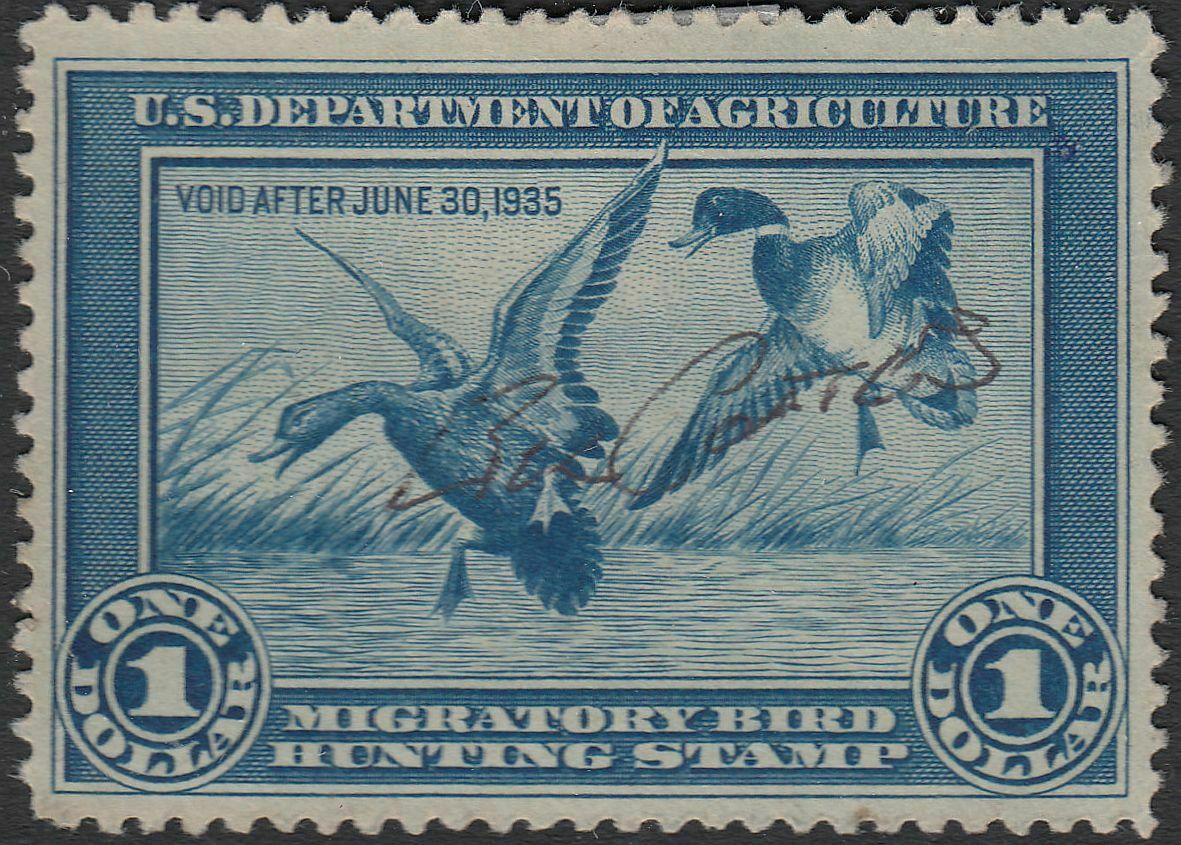 U.S. DEPARTMENT OF AGRICULTURE
VOID AFTER JUNE 30, 1935
ONE
1
DOLLAR
MIGRATORY BIRD
HUNTING STAMP
ONE
1
DOLLAR